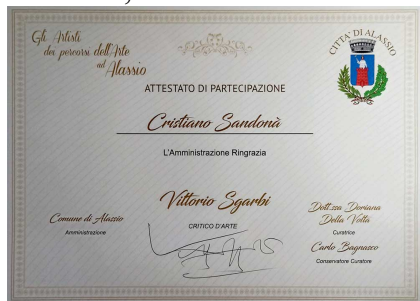 Gli Artisti
dei percorsi dell'Arte
ad Alassio
CITTA' DI ALASSIO
ATTESTATO DI PARTECIPAZIONE
Cristiano Sandonà
L'Amministrazione Ringrazia
Vittorio Sgarbi
CRITICO D'ARTE
Comune di Alassio
Amministrazione
Dott.ssa Doriana
Della Volta
Curatrice
Carlo Bagnasco
Conservatore Curatore